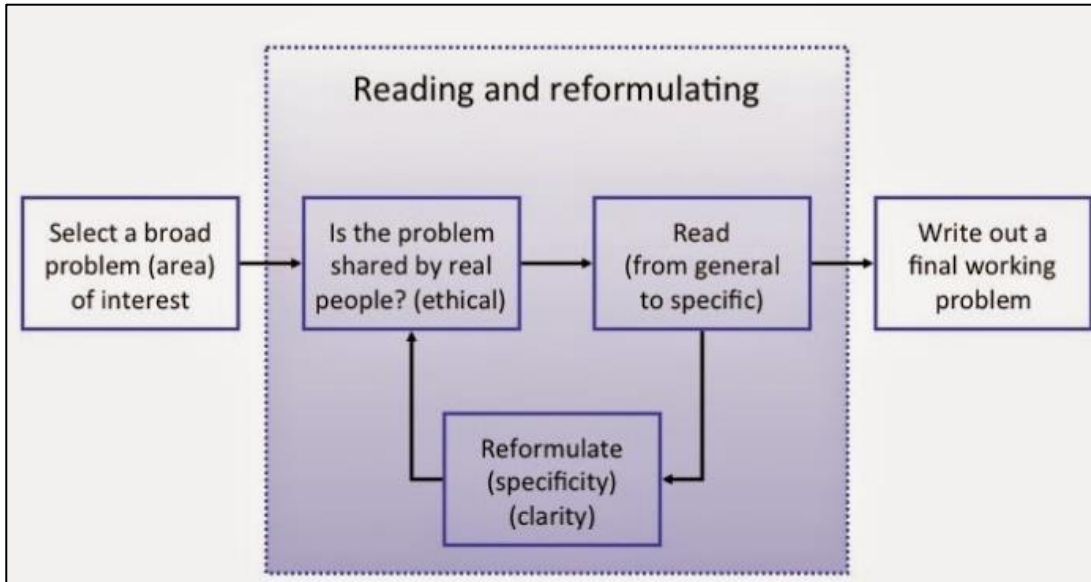 Reading and reformulating
Select a broad
problem (area)
of interest
Is the problem
shared by real
people? (ethical)
Read
(from general
to specific)
Write out a
final working
problem
Reformulate
(specificity)
(clarity)